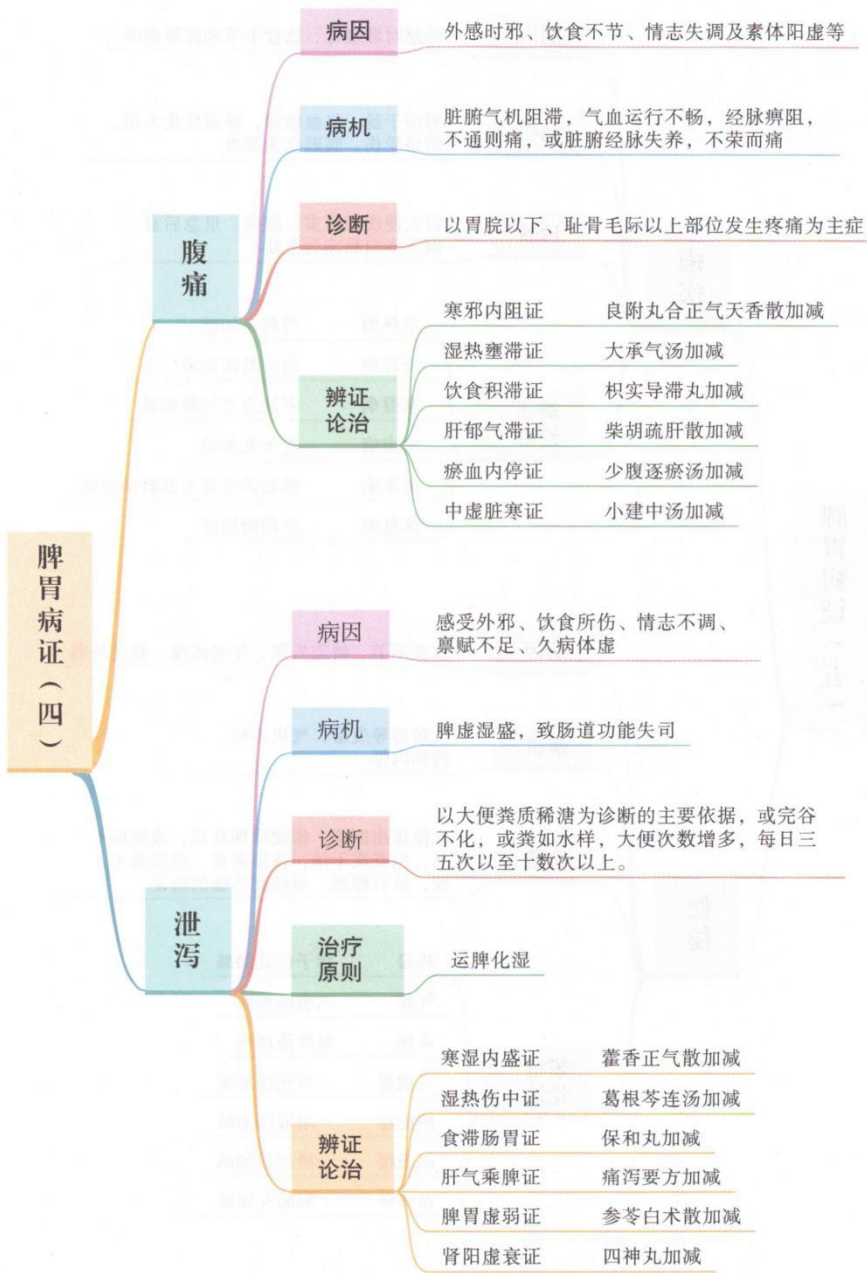 脾胃病证（四）
腹痛
病因
外感时邪、饮食不节、情志失调及素体阳虚等
病机
脏腑气机阻滞，气血运行不畅，经脉痹阻，
不通则痛，或脏腑经脉失养，不荣而痛
诊断
以胃脘以下、耻骨毛际以上部位发生疼痛为主症
辨证
论治
寒邪内阻证 良附丸合正气天香散加减
湿热壅滞证 大承气汤加减
饮食积滞证 枳实导滞丸加减
肝郁气滞证 柴胡疏肝散加减
瘀血内停证 少腹逐瘀汤加减
中虚脏寒证 小建中汤加减
泄泻
病因
感受外邪、饮食所伤、情志不调、
禀赋不足、久病体虚
病机
脾虚湿盛，致肠道功能失司
诊断
以大便粪质稀溏为诊断的主要依据，或完谷
不化，或粪如水样，大便次数增多，每日三
五次以至十数次以上。
治疗
原则
运脾化湿
辨证
论治
寒湿内盛证 藿香正气散加减
湿热伤中证 葛根芩连汤加减
食滞肠胃证 保和丸加减
肝气乘脾证 痛泻要方加减
脾胃虚弱证 参苓白术散加减
肾阳虚衰证 四神丸加减